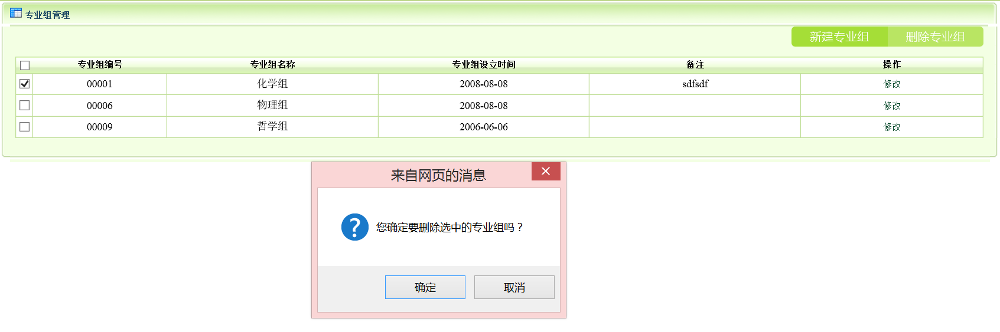 专业组管理
新建专业组 删除专业组
专业组编号 专业组名称 专业组设立时间 备注 操作
00001 化学组 2008-08-08 sdfsdf 修改
00006 物理组 2008-08-08 修改
00009 哲学组 2006-06-06 修改
来自网页的消息
您确定要删除选中的专业组吗？
确定 取消